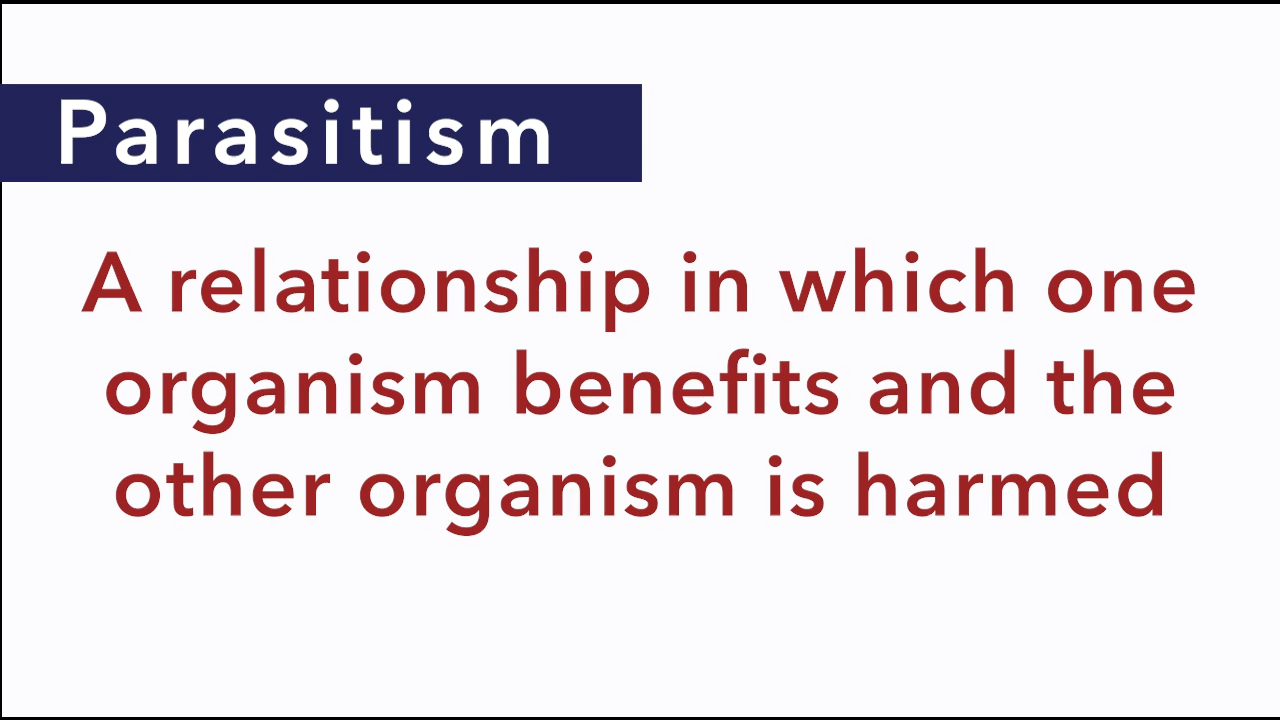 Parasitism
A relationship in which one
organism benefits and the
other organism is harmed